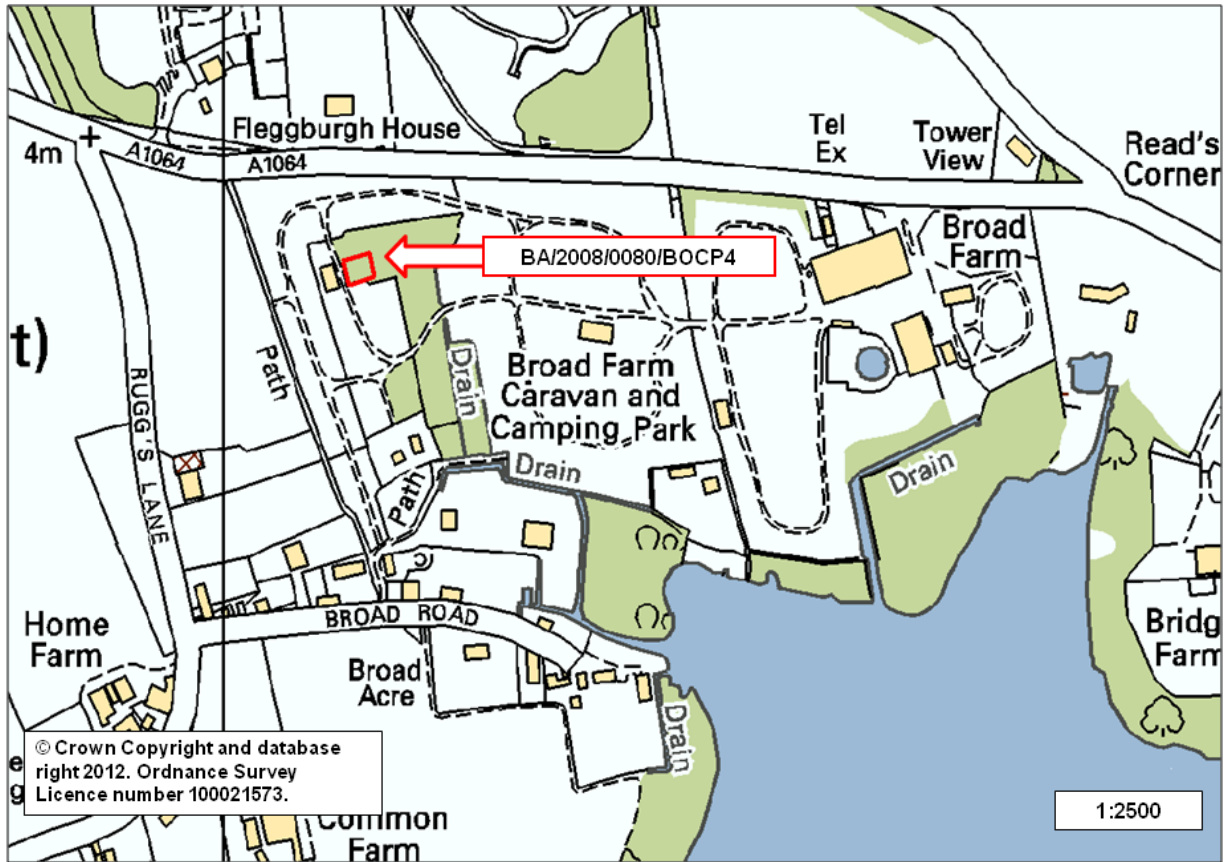 Fleggburgh House
4m
A1064
A1064
Tel
Ex
Tower
View
Read's
Corner
BA/2008/0080/BOCP4
Broad
Farm
t)
RUGG'S LANE
Path
Drain
Broad Farm
Caravan and
Camping Park
Drain
Drain
Path
BROAD ROAD
Home
Farm
Broad
Acre
Drain
Bridg
Farm
© Crown Copyright and database
right 2012. Ordnance Survey
Licence number 100021573.
e
g
Common
Farm
1:2500